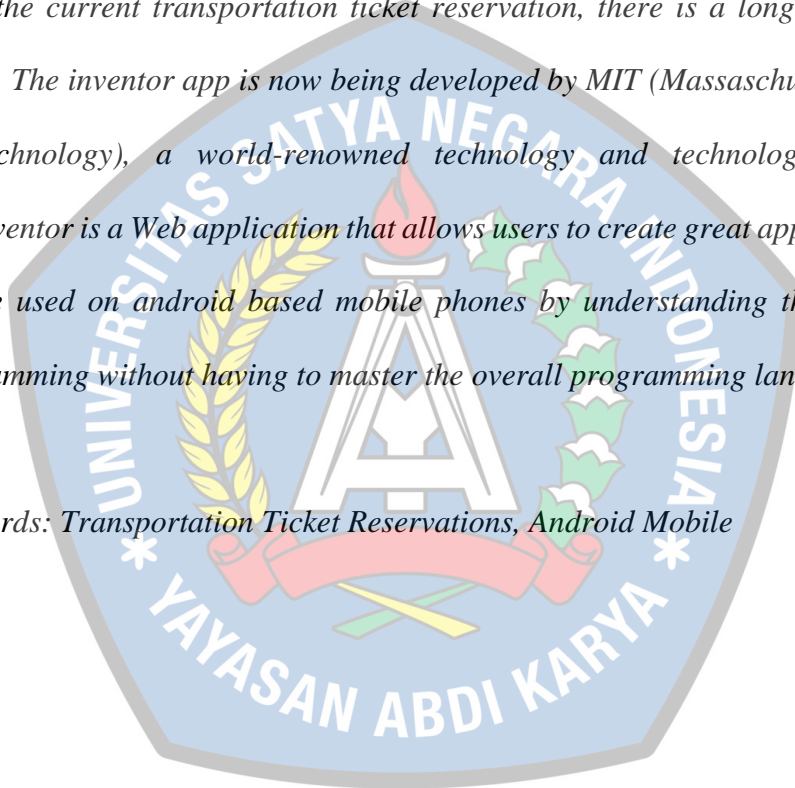 the current transportation ticket reservation, there is a long
The inventor app is now being developed by MIT (Massaschu
chnology), a world-renowned technology and technolog
ventor is a Web application that allows users to create great app
e used on android based mobile phones by understanding th
amming without having to master the overall programming lan
rds: Transportation Ticket Reservations, Android Mobile
UNIVERSITAS SATYA NEGARA INDONESIA
* YAYASAN ABDI KARYA *